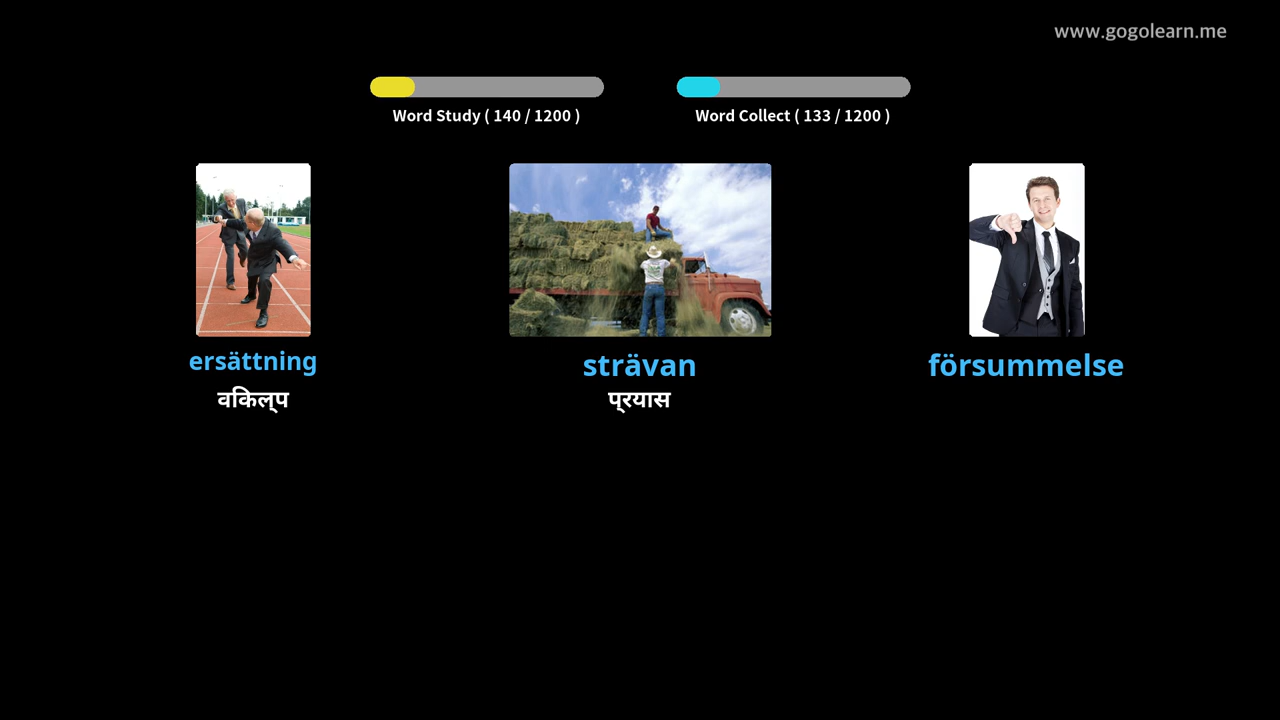 www.gogolearn.me
Word Study ( 140 / 1200 )
Word Collect ( 133 / 1200 )
ersättning
strävan
försummelse
विकल्प
प्रयास